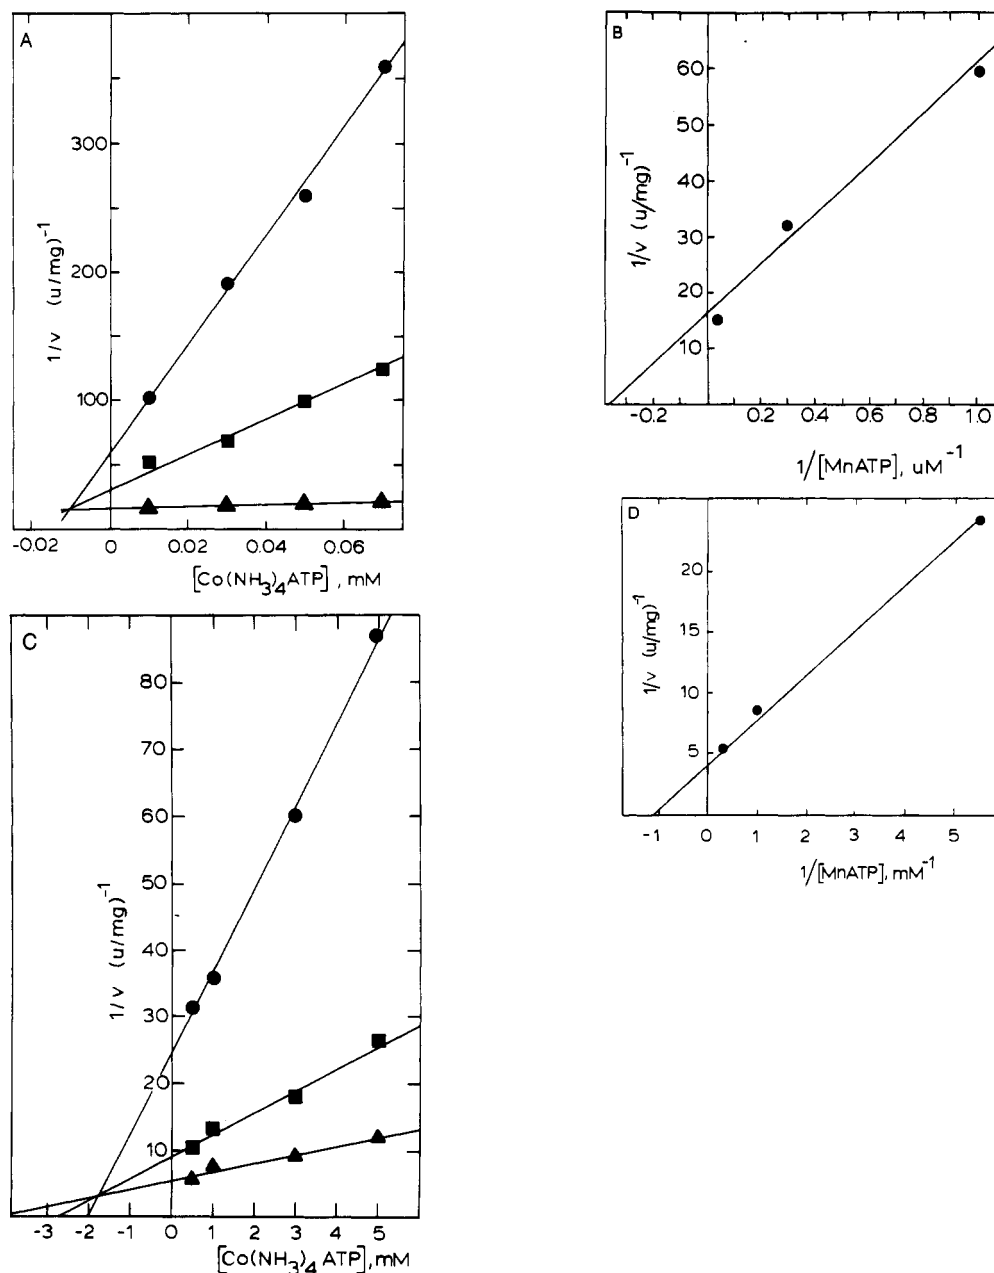 A
300
200
100
1/v (u/mg)⁻¹
-0.02 0 0.02 0.04 0.06
[Co(NH₃)₄ATP] , mM
B
60
50
40
30
20
10
1/v (u/mg)⁻¹
-0.2 0.2 0.4 0.6 0.8 1.0
1/[MnATP], uM⁻¹
C
80
70
60
50
40
30
20
10
1/v (u/mg)⁻¹
-3 -2 -1 0 1 2 3 4 5
[Co(NH₃)₄ ATP],mM
D
20
15
10
5
1/v (u/mg)⁻¹
-1 0 1 2 3 4 5
1/[MnATP], mM⁻¹